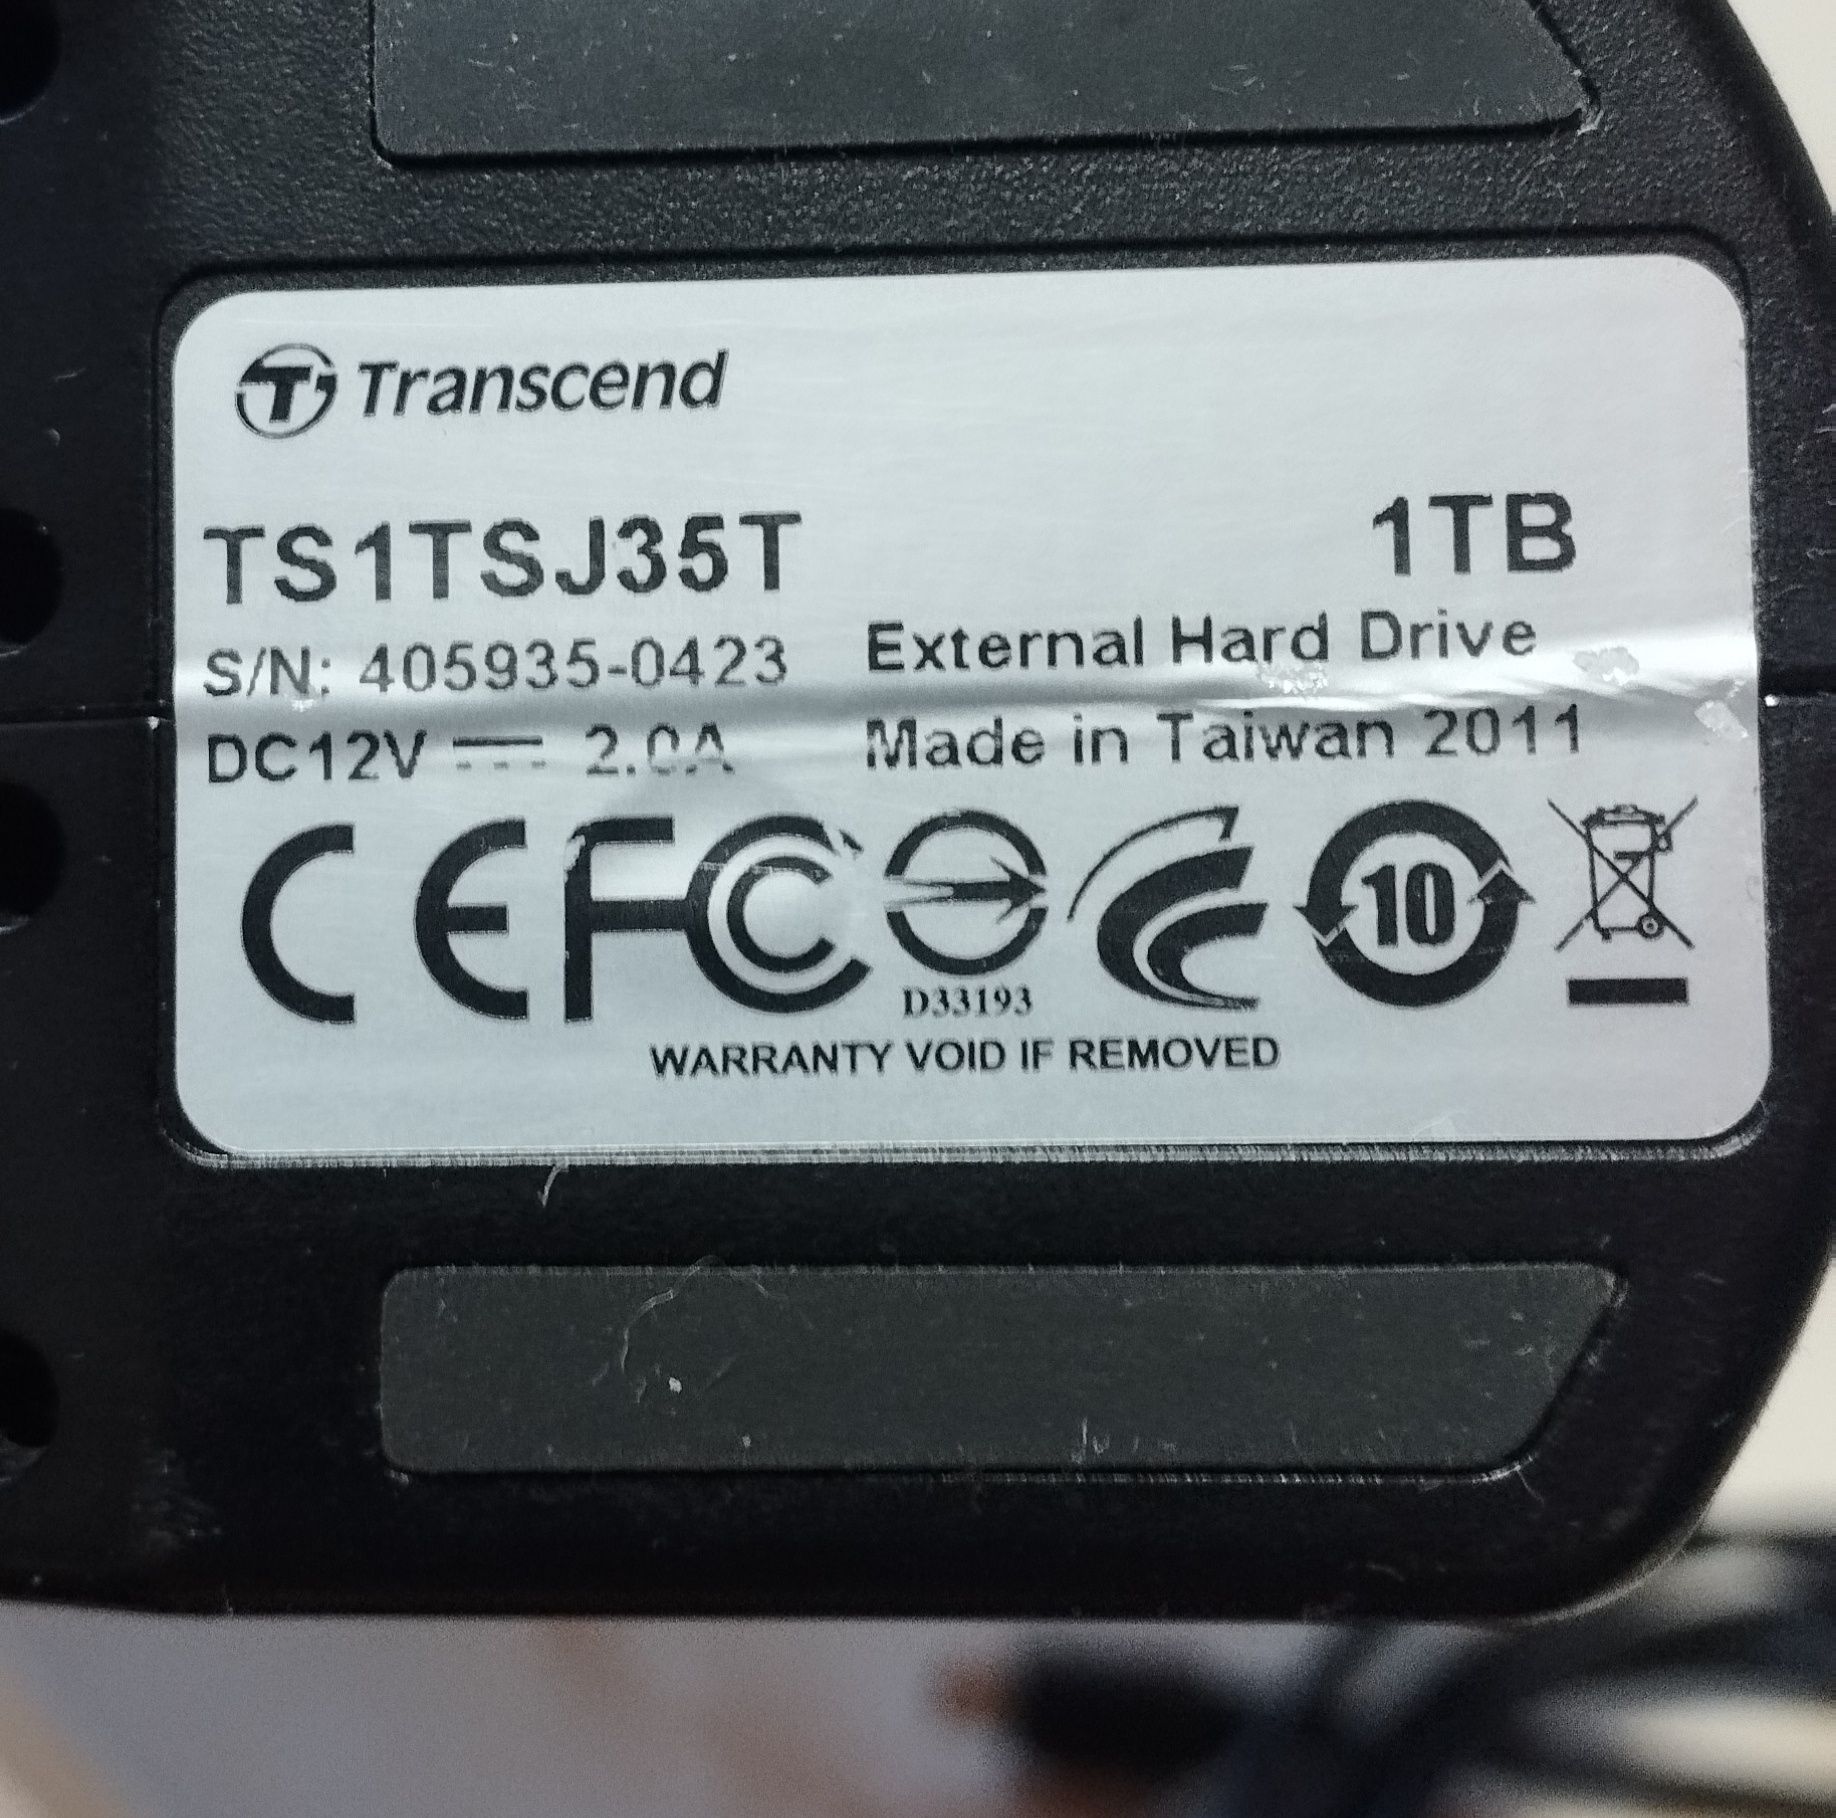 Transcend
TS1TSJ35T 1TB
S/N: 405935-0423 External Hard Drive
DC12V 2.0A Made in Taiwan 2011
CE FC 10
D33193
WARRANTY VOID IF REMOVED